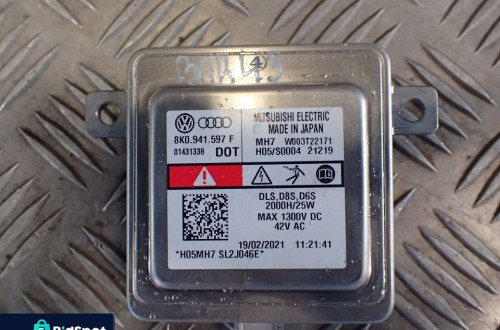 MITSUBISHI ELECTRIC
MADE IN JAPAN
8K0.941.597 F
MH7 W003T22171
01431338 DOT
H05/S0004 21219
DLS,D8S,D6S
2000H/25W
MAX 1300V DC
42V AC
19/02/2021 11:21:41
*H05MH7 SL2J046E*
BidSpot